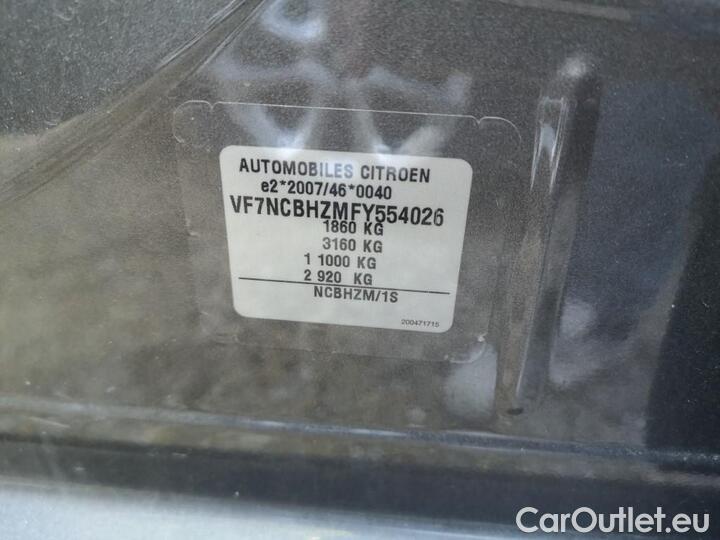 AUTOMOBILES CITROEN
e2*2007/46*0040
VF7NCBHZMFY554026
1860 KG
3160 KG
1 1000 KG
2 920 KG
NCBHZM/1S
200471715
CarOutlet.eu